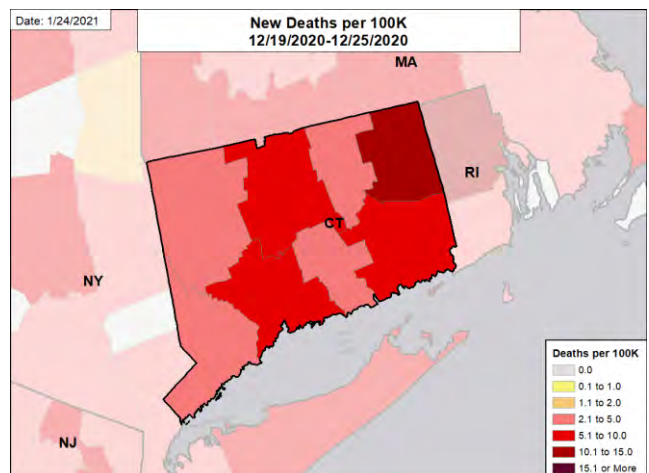 Date: 1/24/2021
New Deaths per 100K
12/19/2020-12/25/2020
MA
RI
CT
NY
NJ
Deaths per 100K
0.0
0.1 to 1.0
1.1 to 2.0
2.1 to 5.0
5.1 to 10.0
10.1 to 15.0
15.1 or More